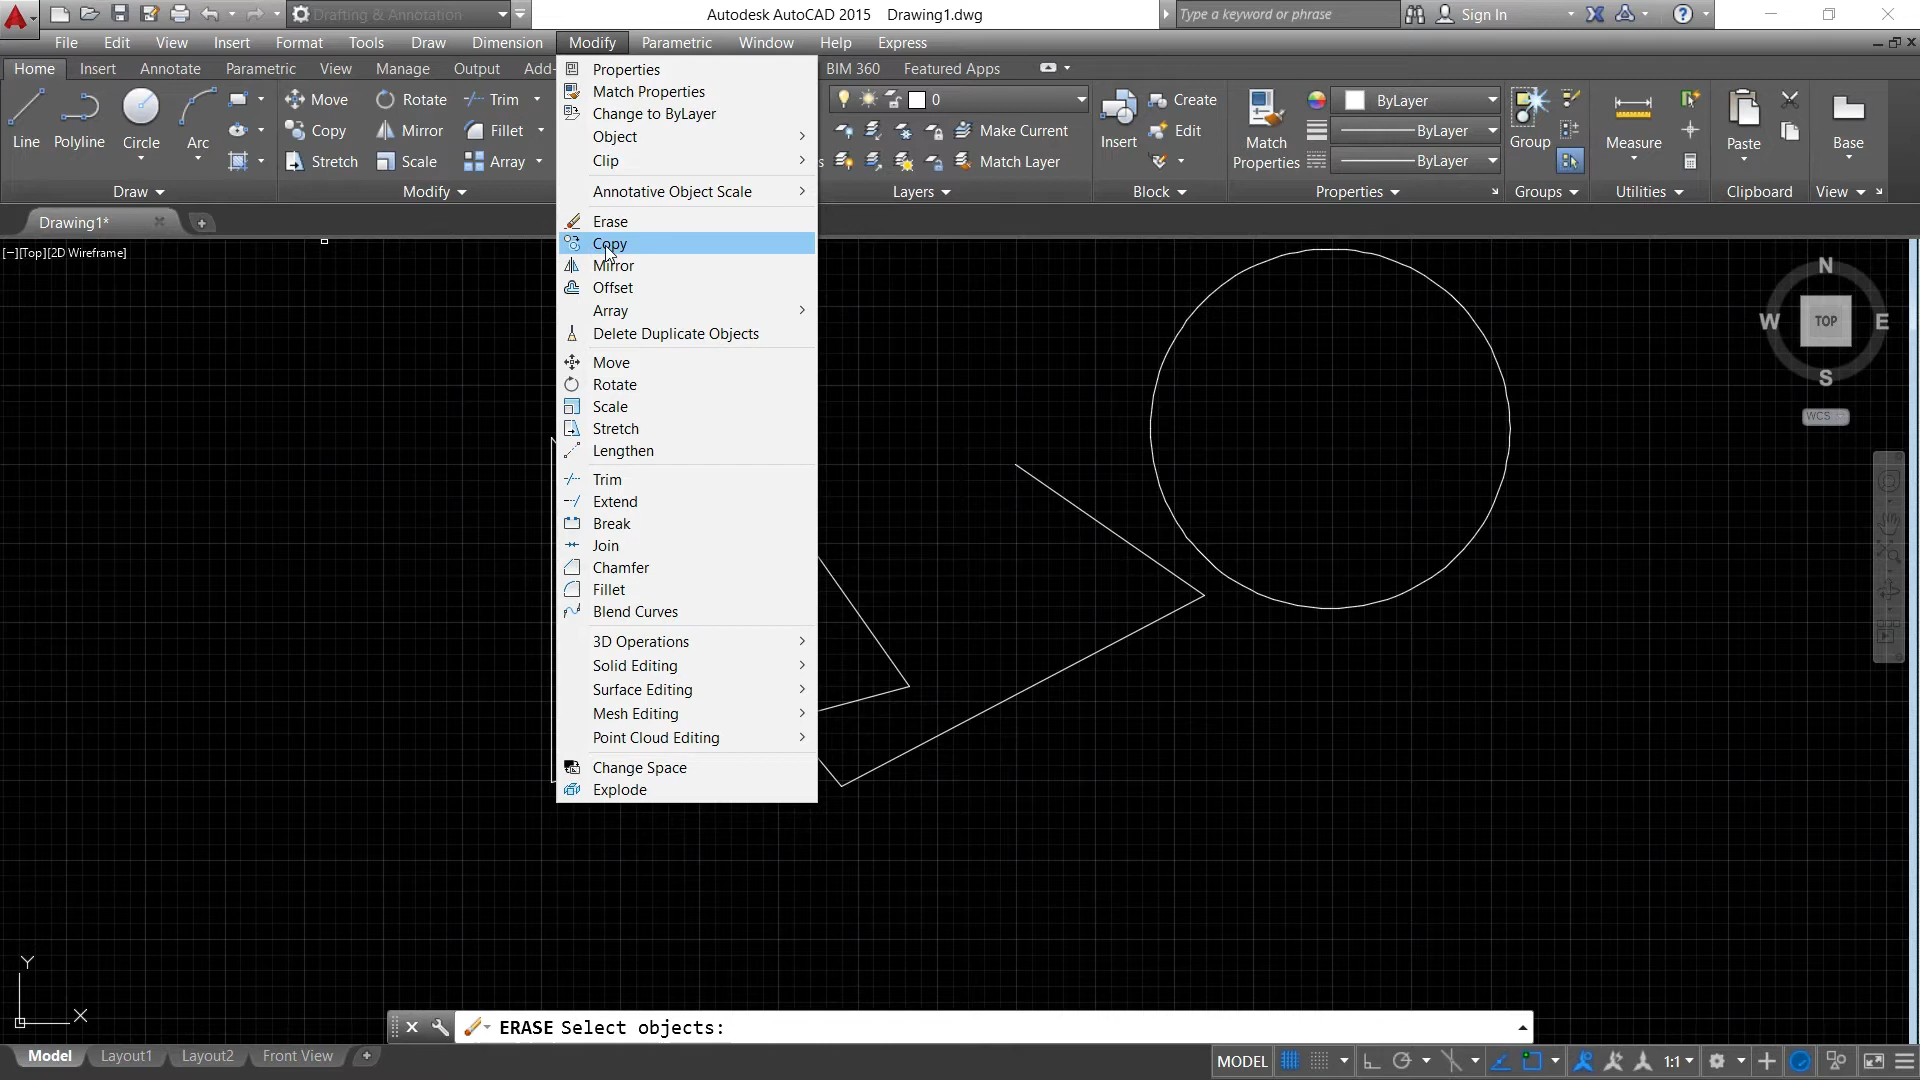 Drafting & Annotation
Autodesk AutoCAD 2015 Drawing1.dwg
Type a keyword or phrase
Sign In
File Edit View Insert Format Tools Draw Dimension Modify Parametric Window Help Express
Home Insert Annotate Parametric View Manage Output Add- BIM 360 Featured Apps
Line
Polyline
Circle
Arc
Draw
Move Rotate Trim
Copy Mirror Fillet
Stretch Scale Array
Modify
0
Make Current
Match Layer
Layers
Insert
Create
Edit
Block
Match
Properties
ByLayer
ByLayer
ByLayer
Properties
Group
Groups
Measure
Utilities
Paste
Clipboard
Base
View
Drawing1*
[−][Top][2D Wireframe]
Properties
Match Properties
Change to ByLayer
Object
Clip
Annotative Object Scale
Erase
Copy
Mirror
Offset
Array
Delete Duplicate Objects
Move
Rotate
Scale
Stretch
Lengthen
Trim
Extend
Break
Join
Chamfer
Fillet
Blend Curves
3D Operations
Solid Editing
Surface Editing
Mesh Editing
Point Cloud Editing
Change Space
Explode
N
W TOP E
S
WCS
Y
X
ERASE Select objects:
Model Layout1 Layout2 Front View
MODEL 1:1